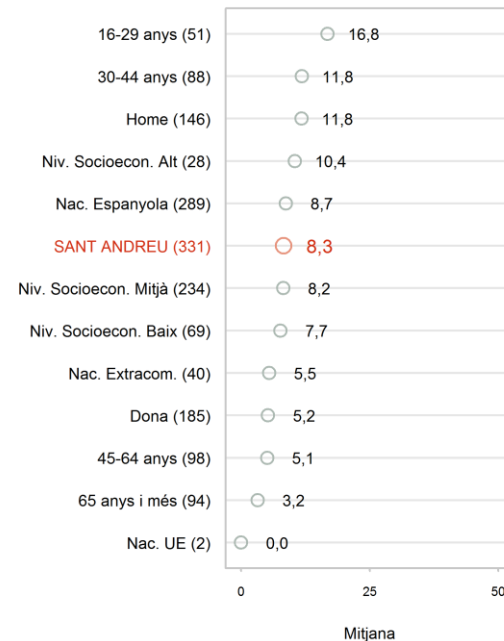 16-29 anys (51) 16,8
30-44 anys (88) 11,8
Home (146) 11,8
Niv. Socioecon. Alt (28) 10,4
Nac. Espanyola (289) 8,7
SANT ANDREU (331) 8,3
Niv. Socioecon. Mitjà (234) 8,2
Niv. Socioecon. Baix (69) 7,7
Nac. Extracom. (40) 5,5
Dona (185) 5,2
45-64 anys (98) 5,1
65 anys i més (94) 3,2
Nac. UE (2) 0,0
0 25 50
Mitjana